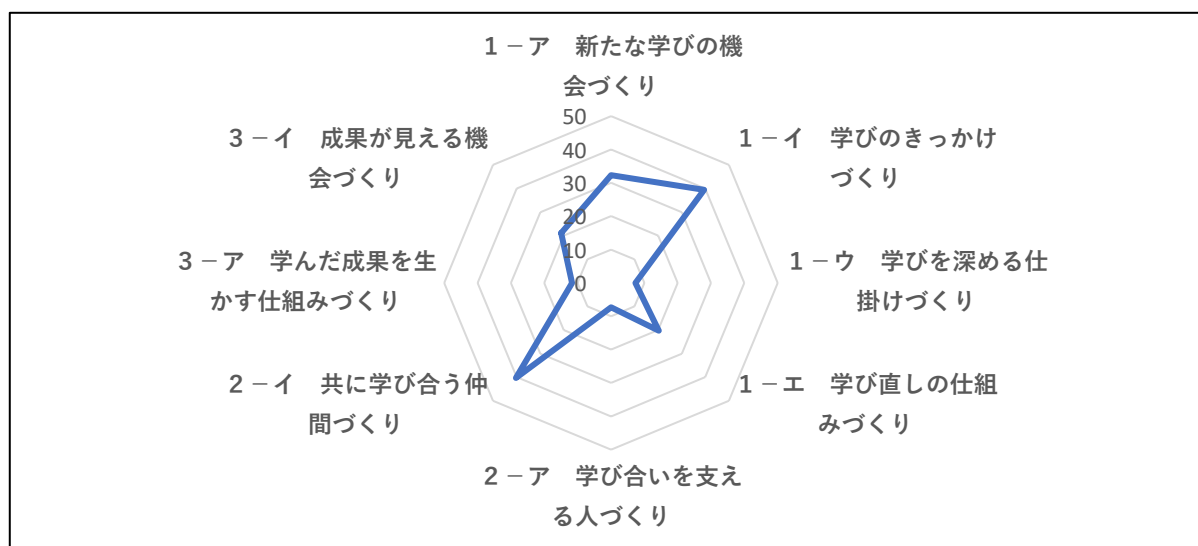 1－ア　新たな学びの機
会づくり
50
40
30
20
10
0
1－イ　学びのきっかけ
づくり
1－ウ　学びを深める仕
掛けづくり
1－エ　学び直しの仕組
みづくり
2－ア　学び合いを支え
る人づくり
2－イ　共に学び合う仲
間づくり
3－ア　学んだ成果を生
かす仕組みづくり
3－イ　成果が見える機
会づくり